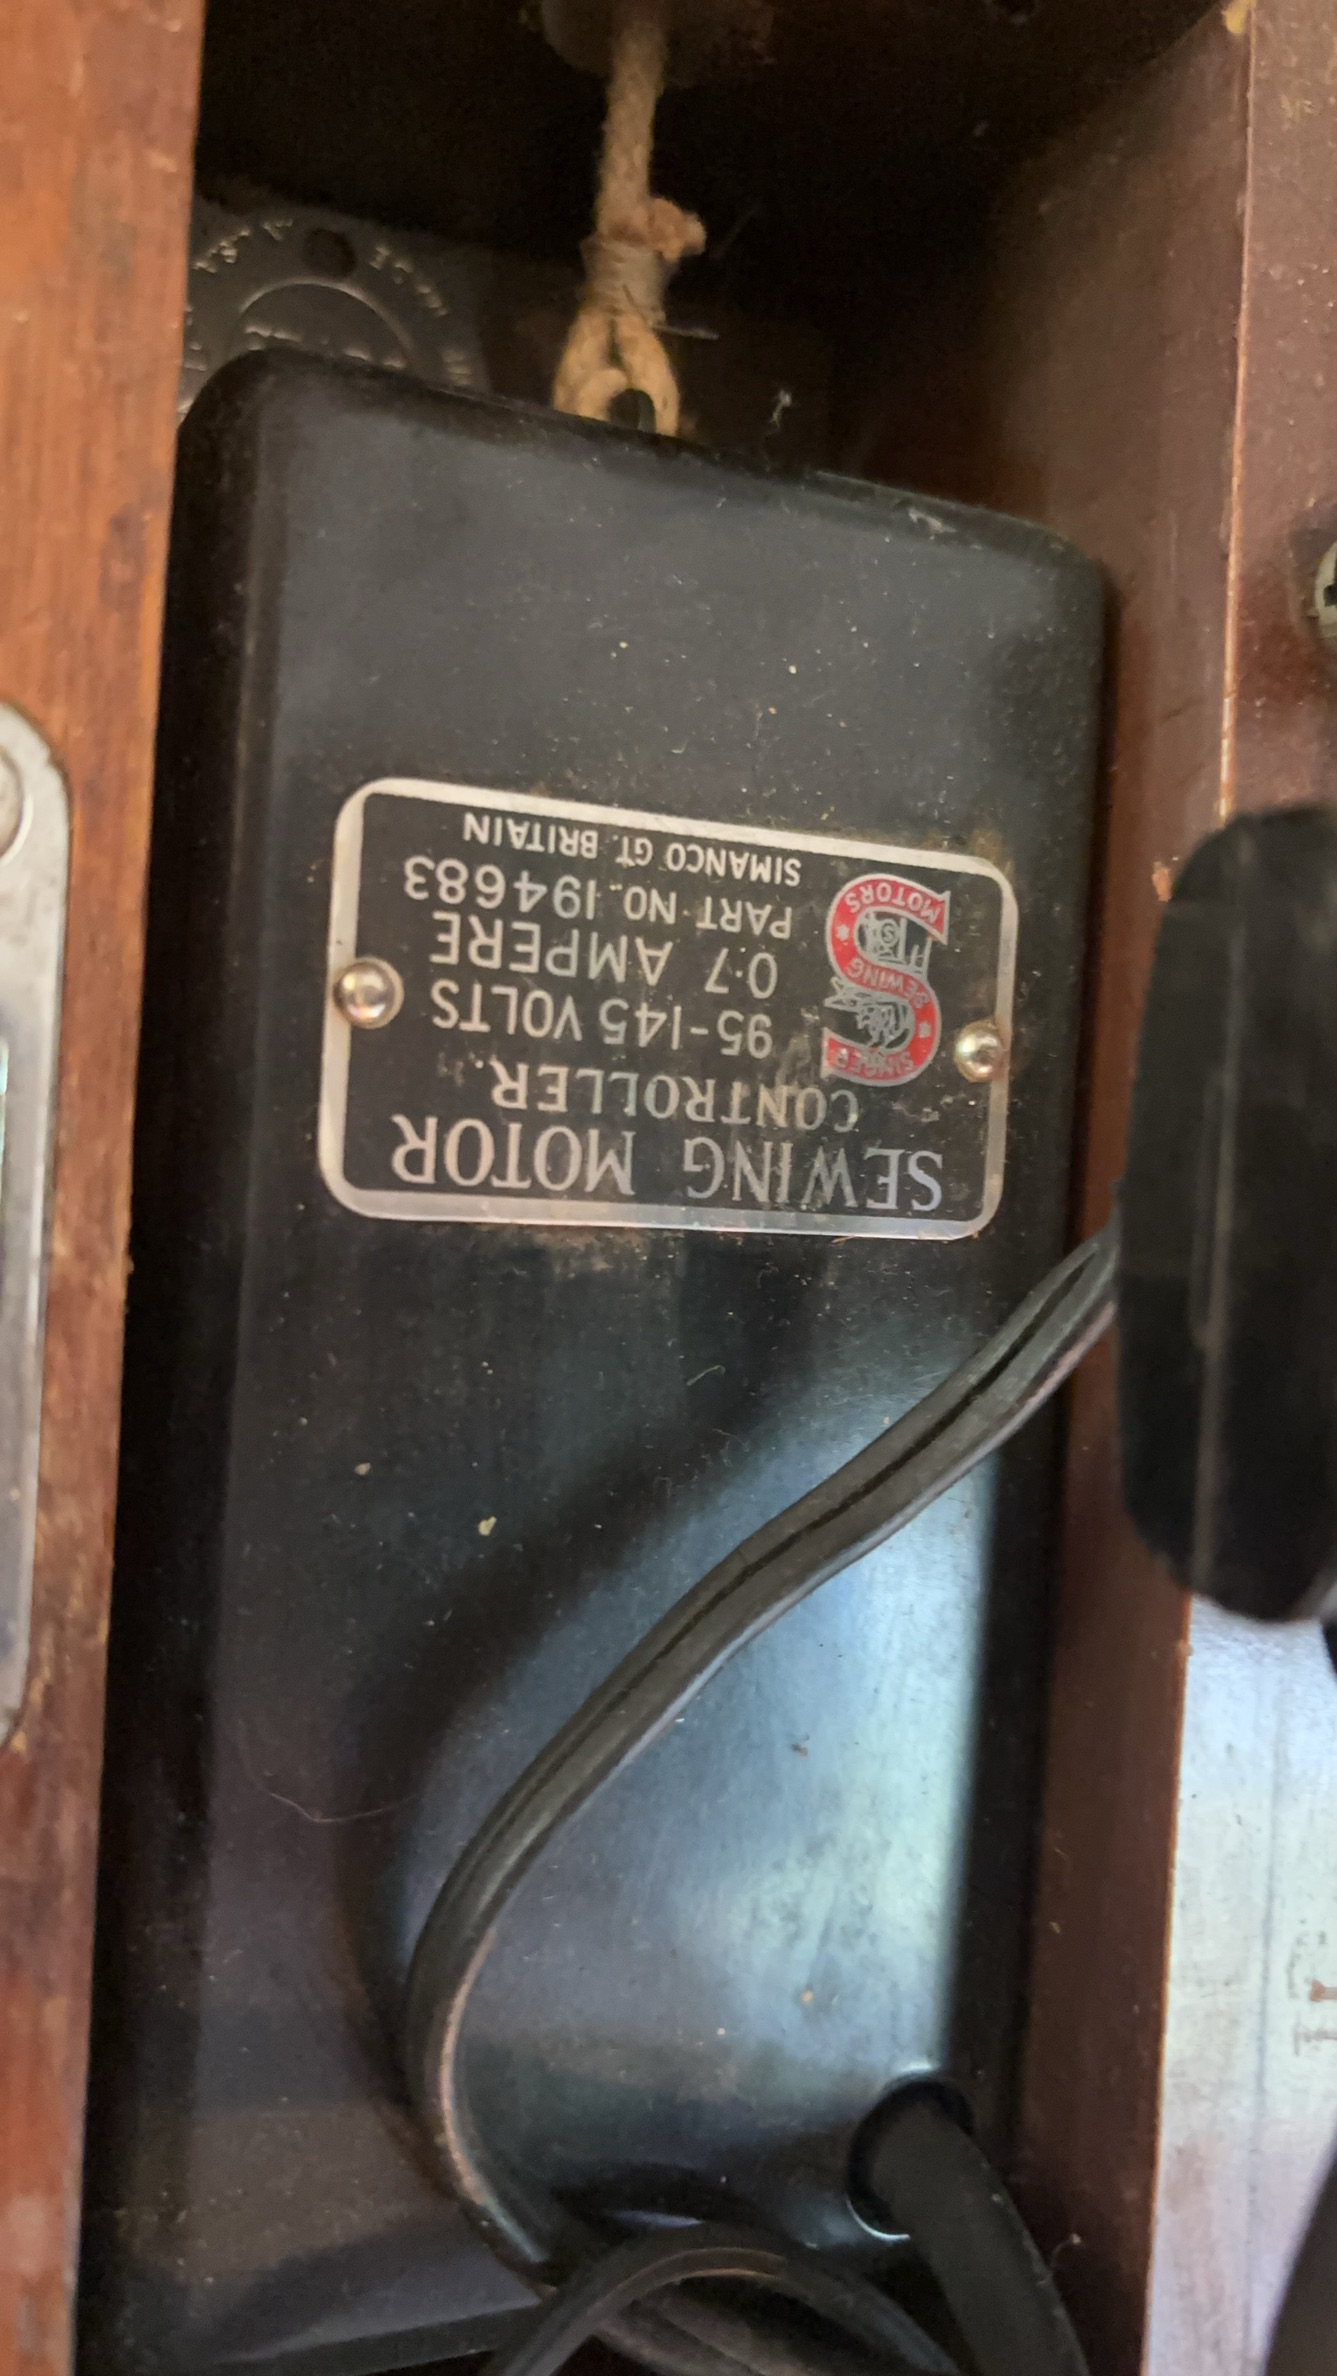 SEWING MOTOR
CONTROLLER.
95-145 VOLTS
0.7 AMPERE
PART NO. 194683
SIMANCO GT. BRITAIN
SINGER
SEWING
MOTORS